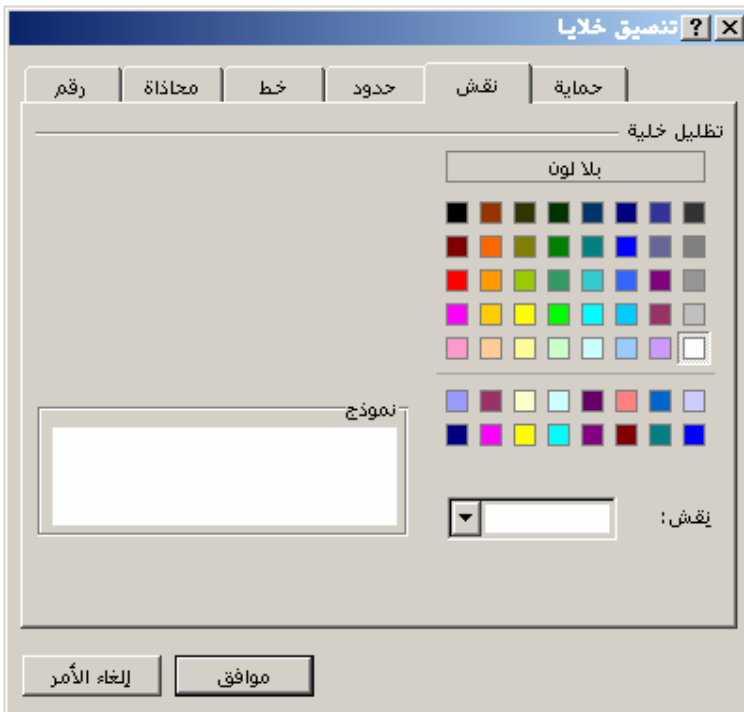 تنسيق خلايا
رقم محاذاة خط حدود نقش حماية
تظليل خلية
بلا لون
نموذج
نقش:
موافق إلغاء الأمر